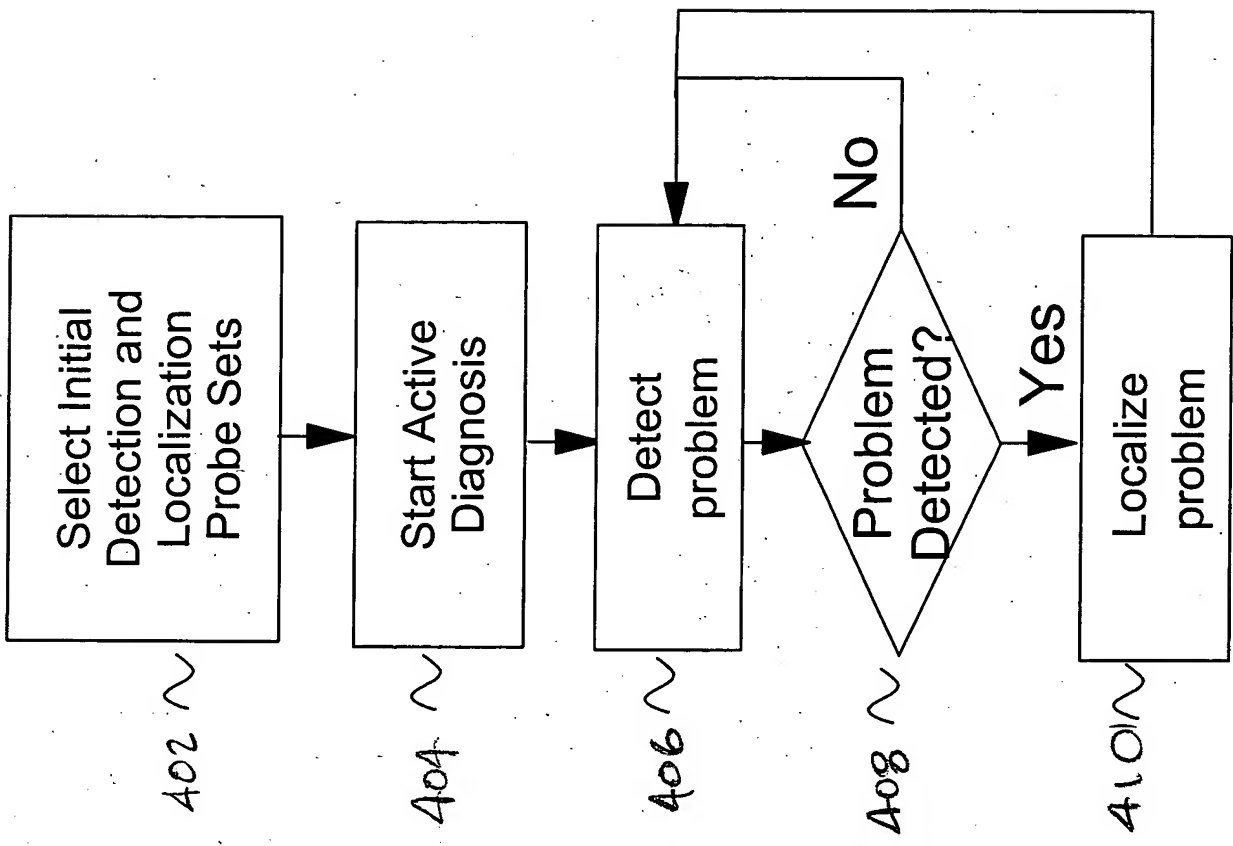 402
Select Initial
Detection and
Localization
Probe Sets
404
Start Active
Diagnosis
406
Detect
problem
408
Problem
Detected?
No
Yes
410
Localize
problem